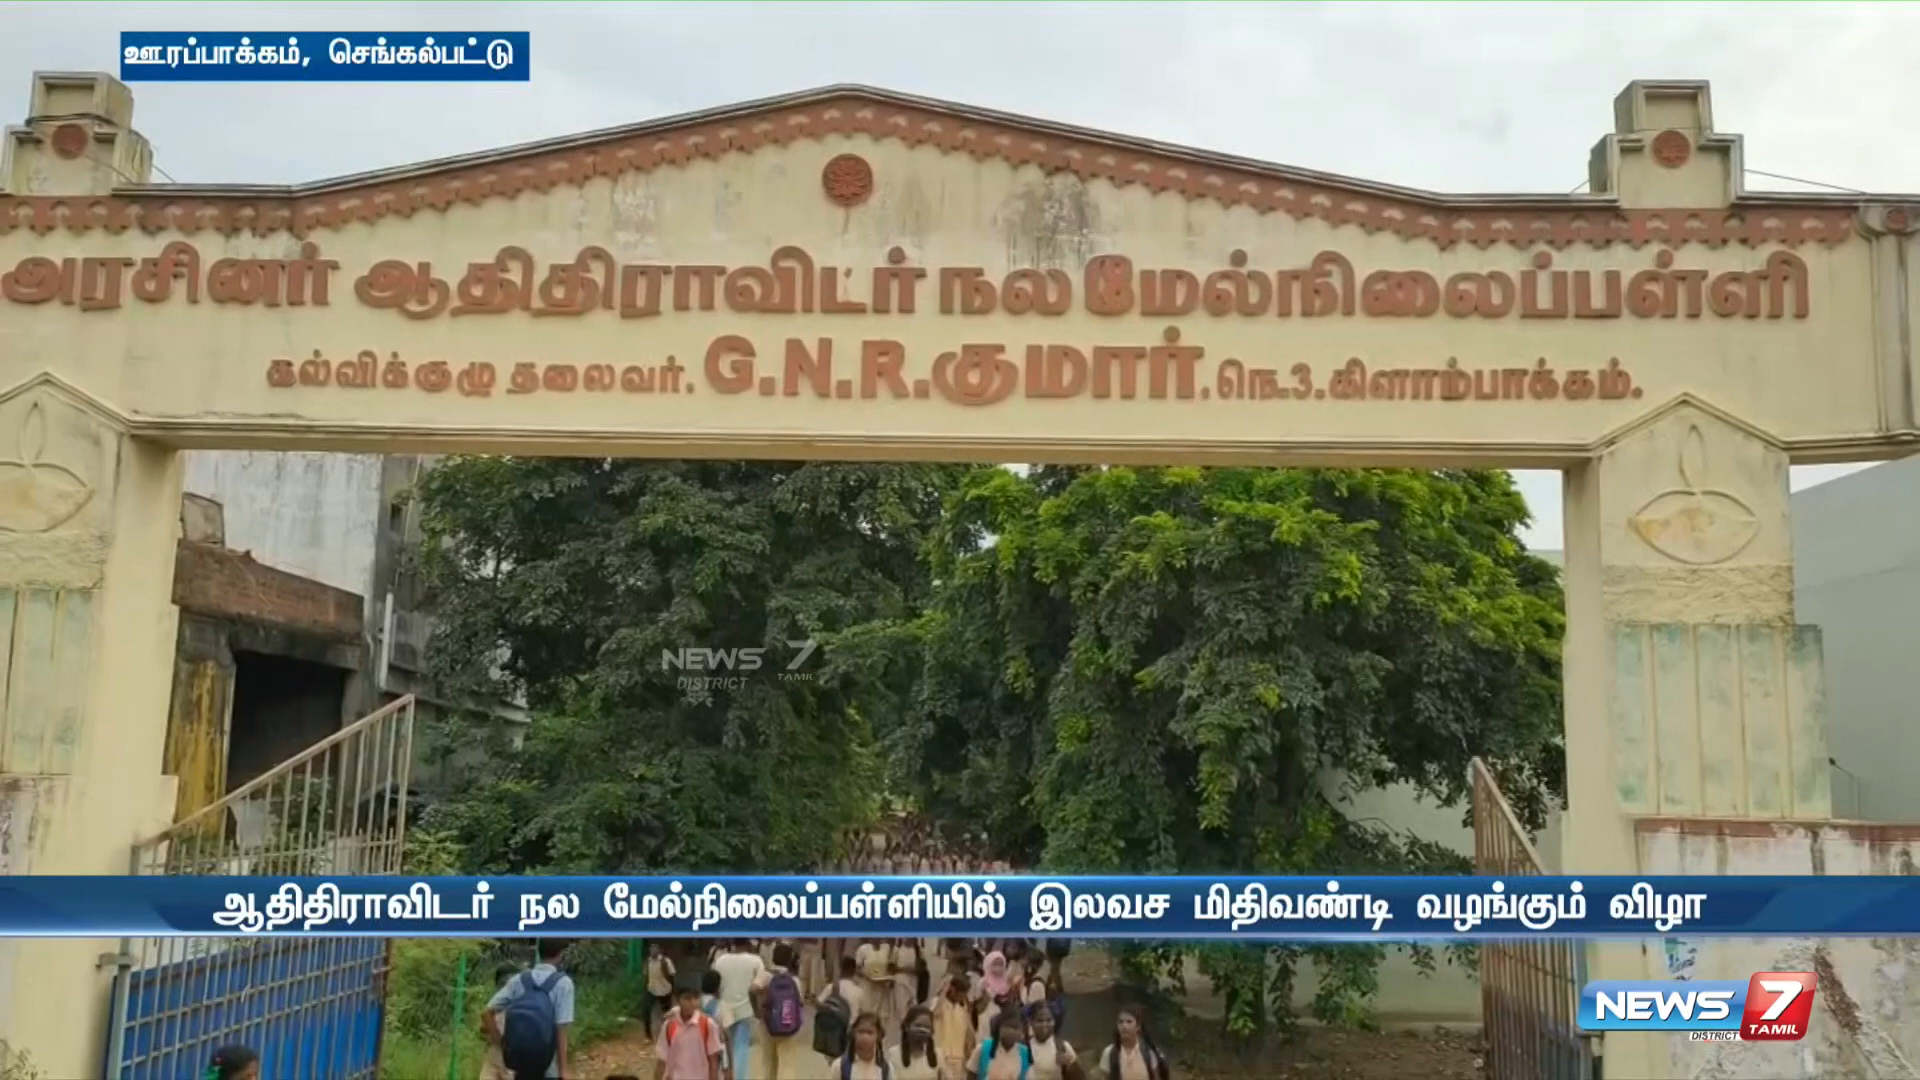 ஊரப்பாக்கம், செங்கல்பட்டு
அரசினர் ஆதிதிராவிடர் நல மேல்நிலைப்பள்ளி
கல்விக்குழு தலைவர். G.N.R.குமார். நெ.3.கிளாம்பாக்கம்.
NEWS 7
DISTRICT TAMIL
ஆதிதிராவிடர் நல மேல்நிலைப்பள்ளியில் இலவச மிதிவண்டி வழங்கும் விழா
NEWS 7
DISTRICT TAMIL